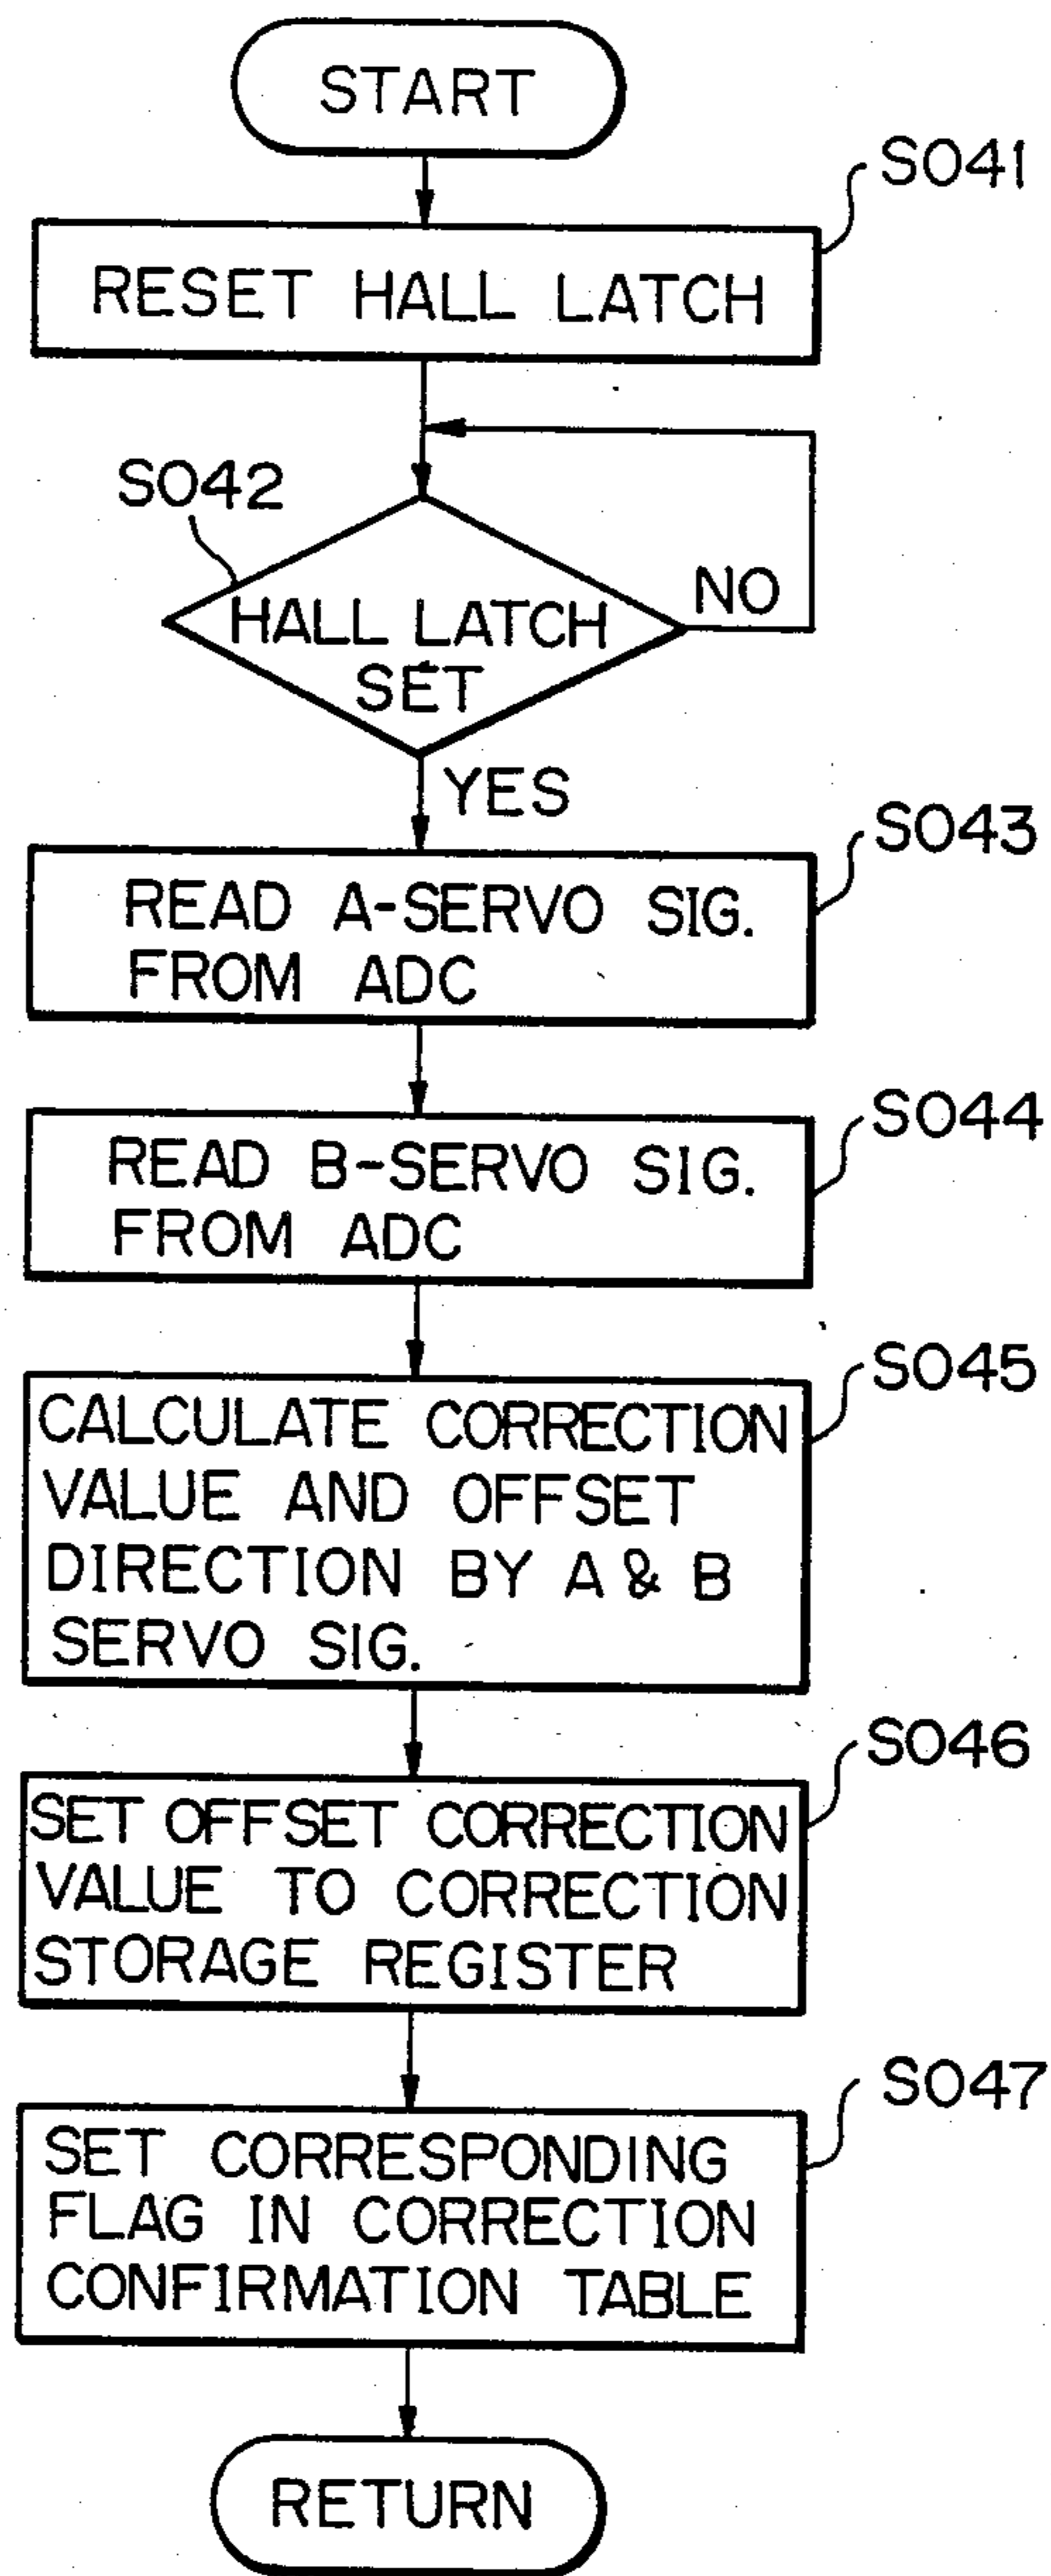 START
S041
RESET HALL LATCH
S042
HALL LATCH
SET
NO
YES
S043
READ A-SERVO SIG.
FROM ADC
S044
READ B-SERVO SIG.
FROM ADC
S045
CALCULATE CORRECTION
VALUE AND OFFSET
DIRECTION BY A & B
SERVO SIG.
S046
SET OFFSET CORRECTION
VALUE TO CORRECTION
STORAGE REGISTER
S047
SET CORRESPONDING
FLAG IN CORRECTION
CONFIRMATION TABLE
RETURN